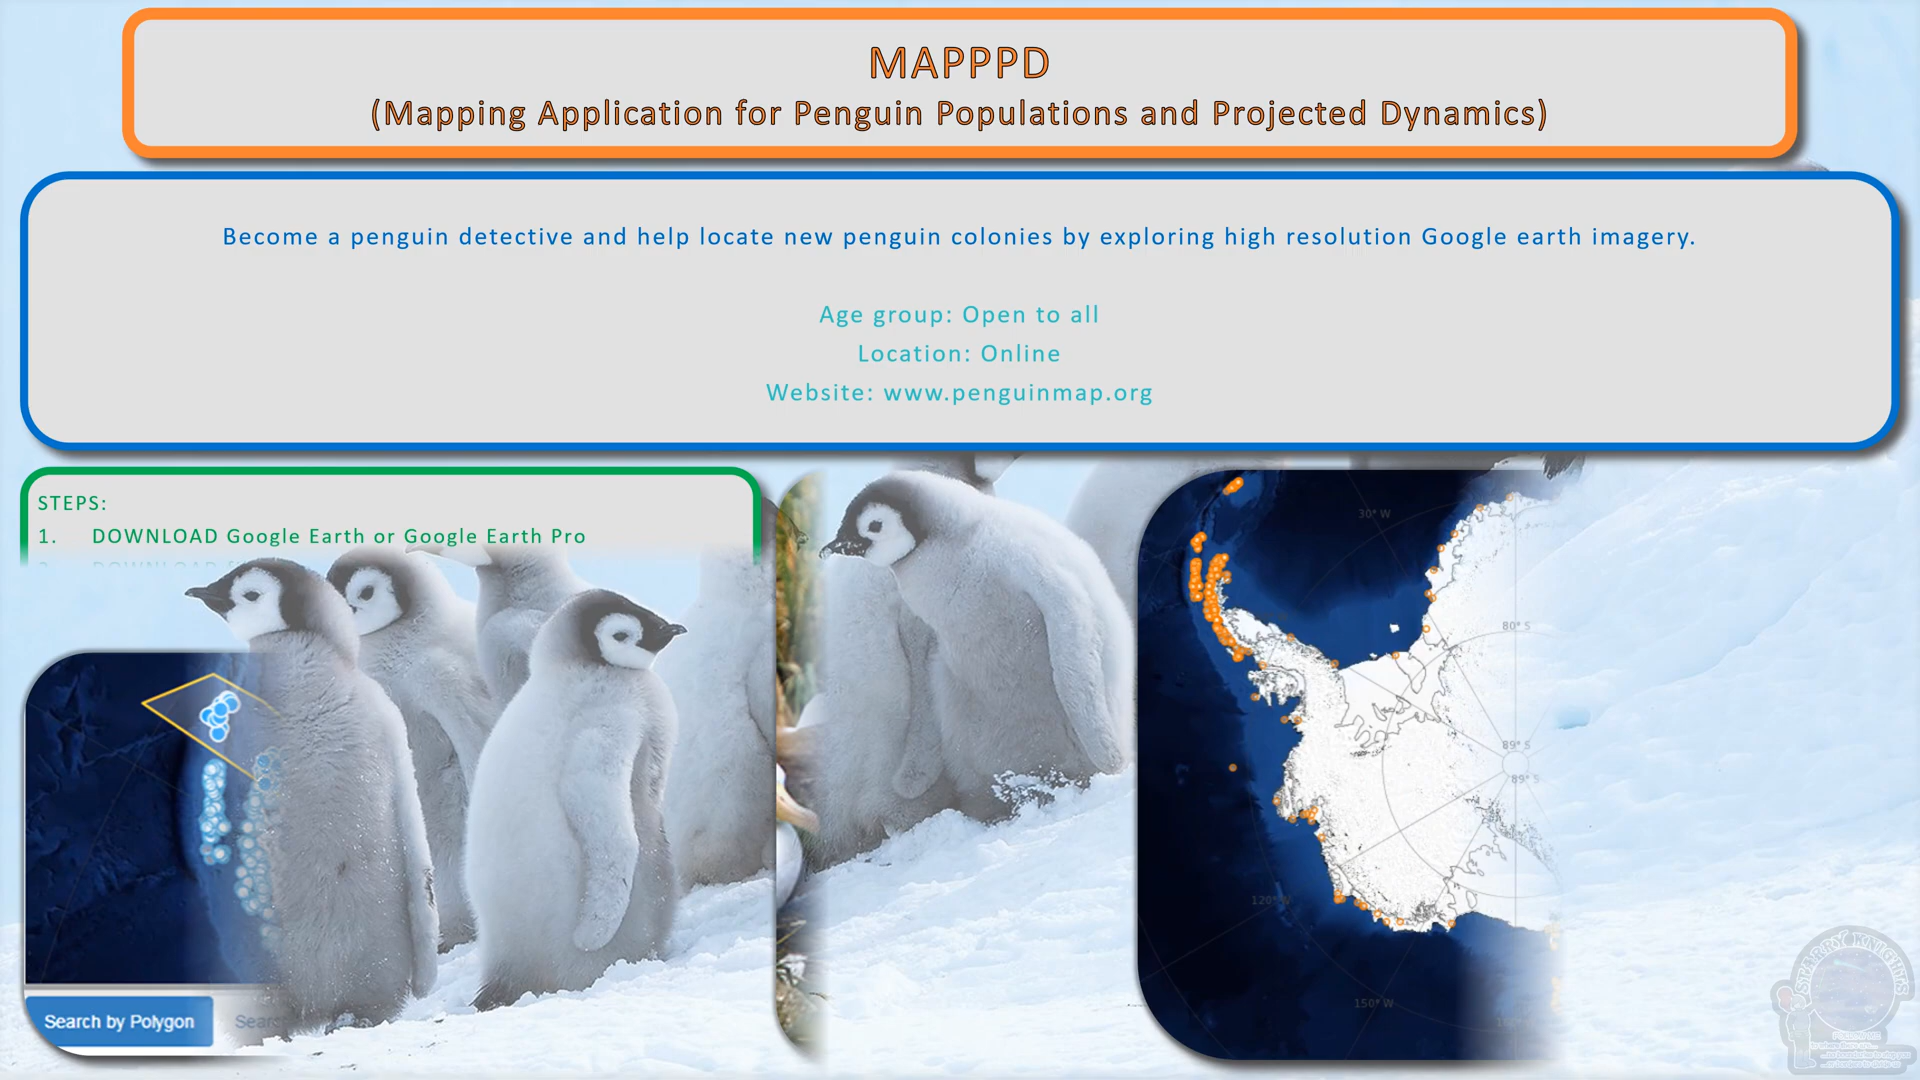 MAPPPD
(Mapping Application for Penguin Populations and Projected Dynamics)
Become a penguin detective and help locate new penguin colonies by exploring high resolution Google earth imagery.
Age group: Open to all
Location: Online
Website: www.penguinmap.org
STEPS:
1. DOWNLOAD Google Earth or Google Earth Pro
30° W
80° S
89° S
89° S
120° W
150° W
Search by Polygon
STARRY KNIGHTS